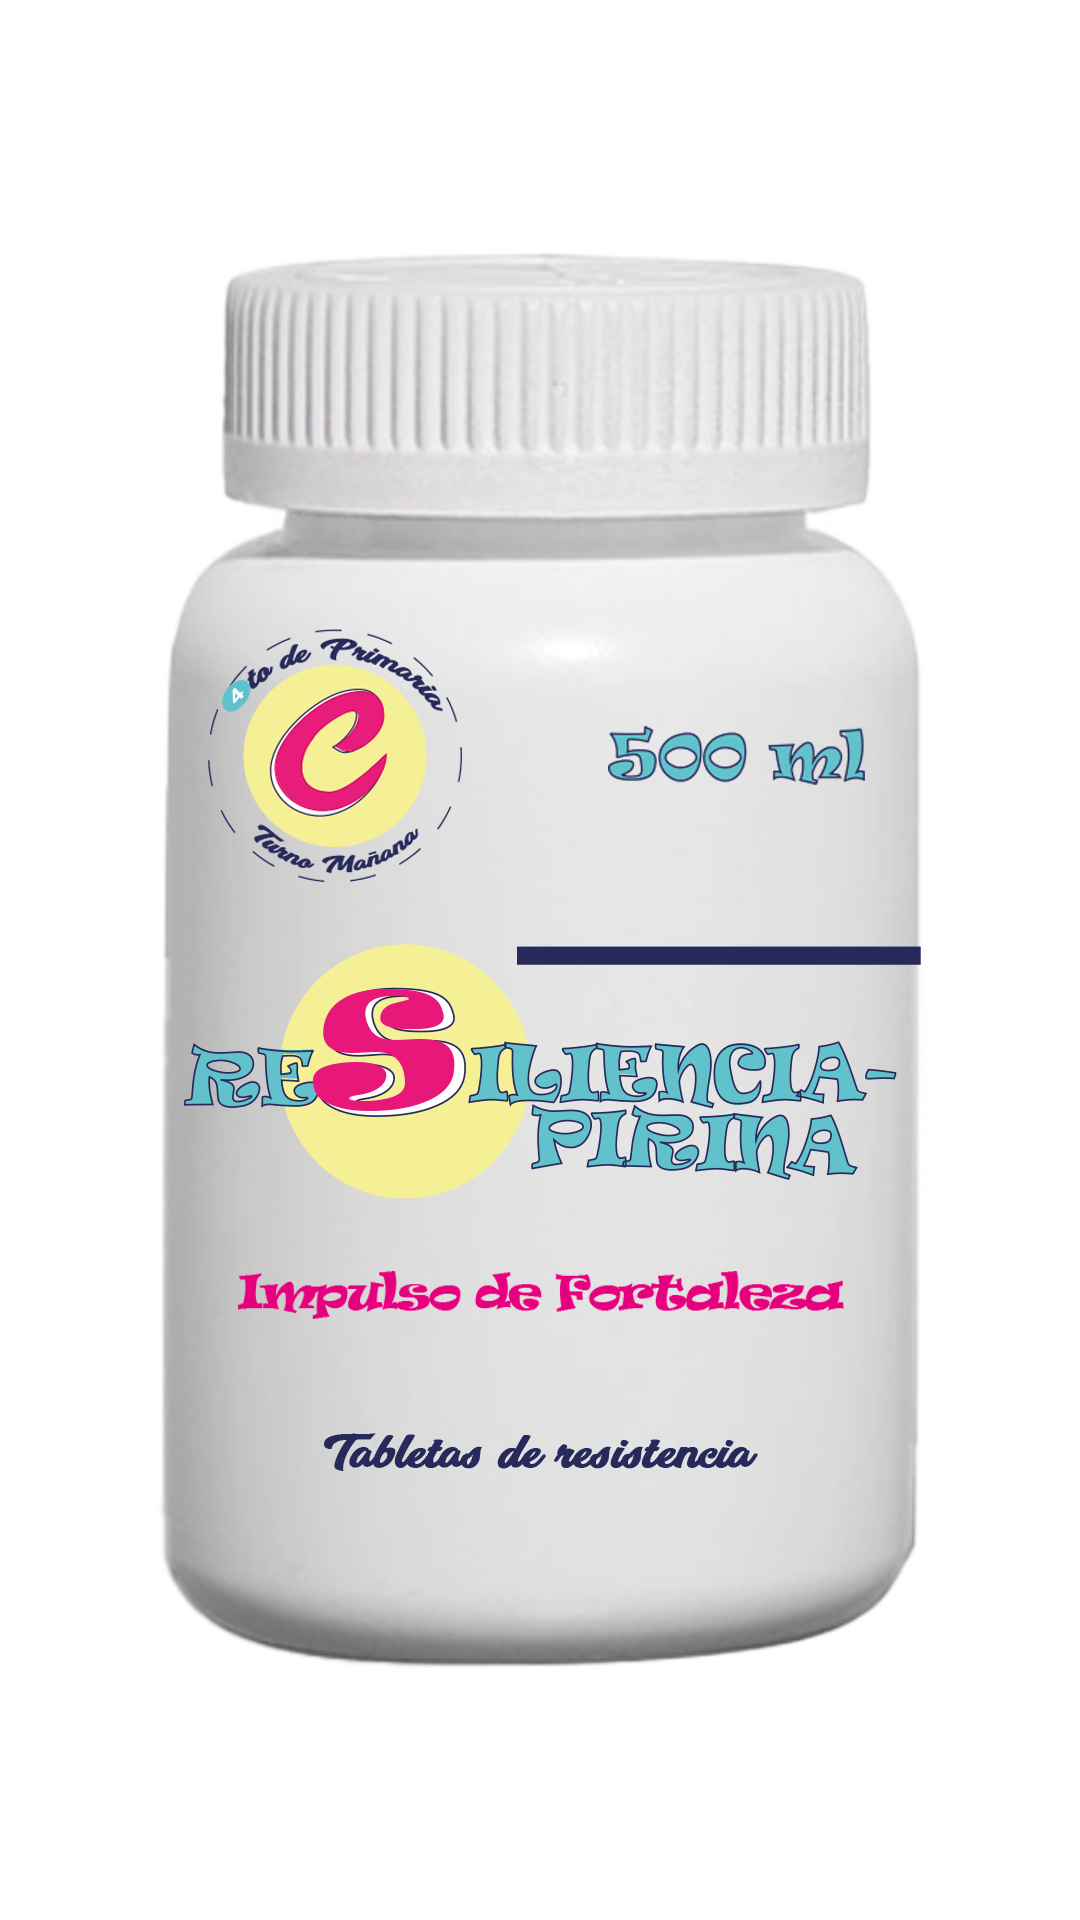 4to de Primaria
C
Turno Mañana
500 ml
RESILIENCIA-
PIRINA
Impulso de Fortaleza
Tabletas de resistencia